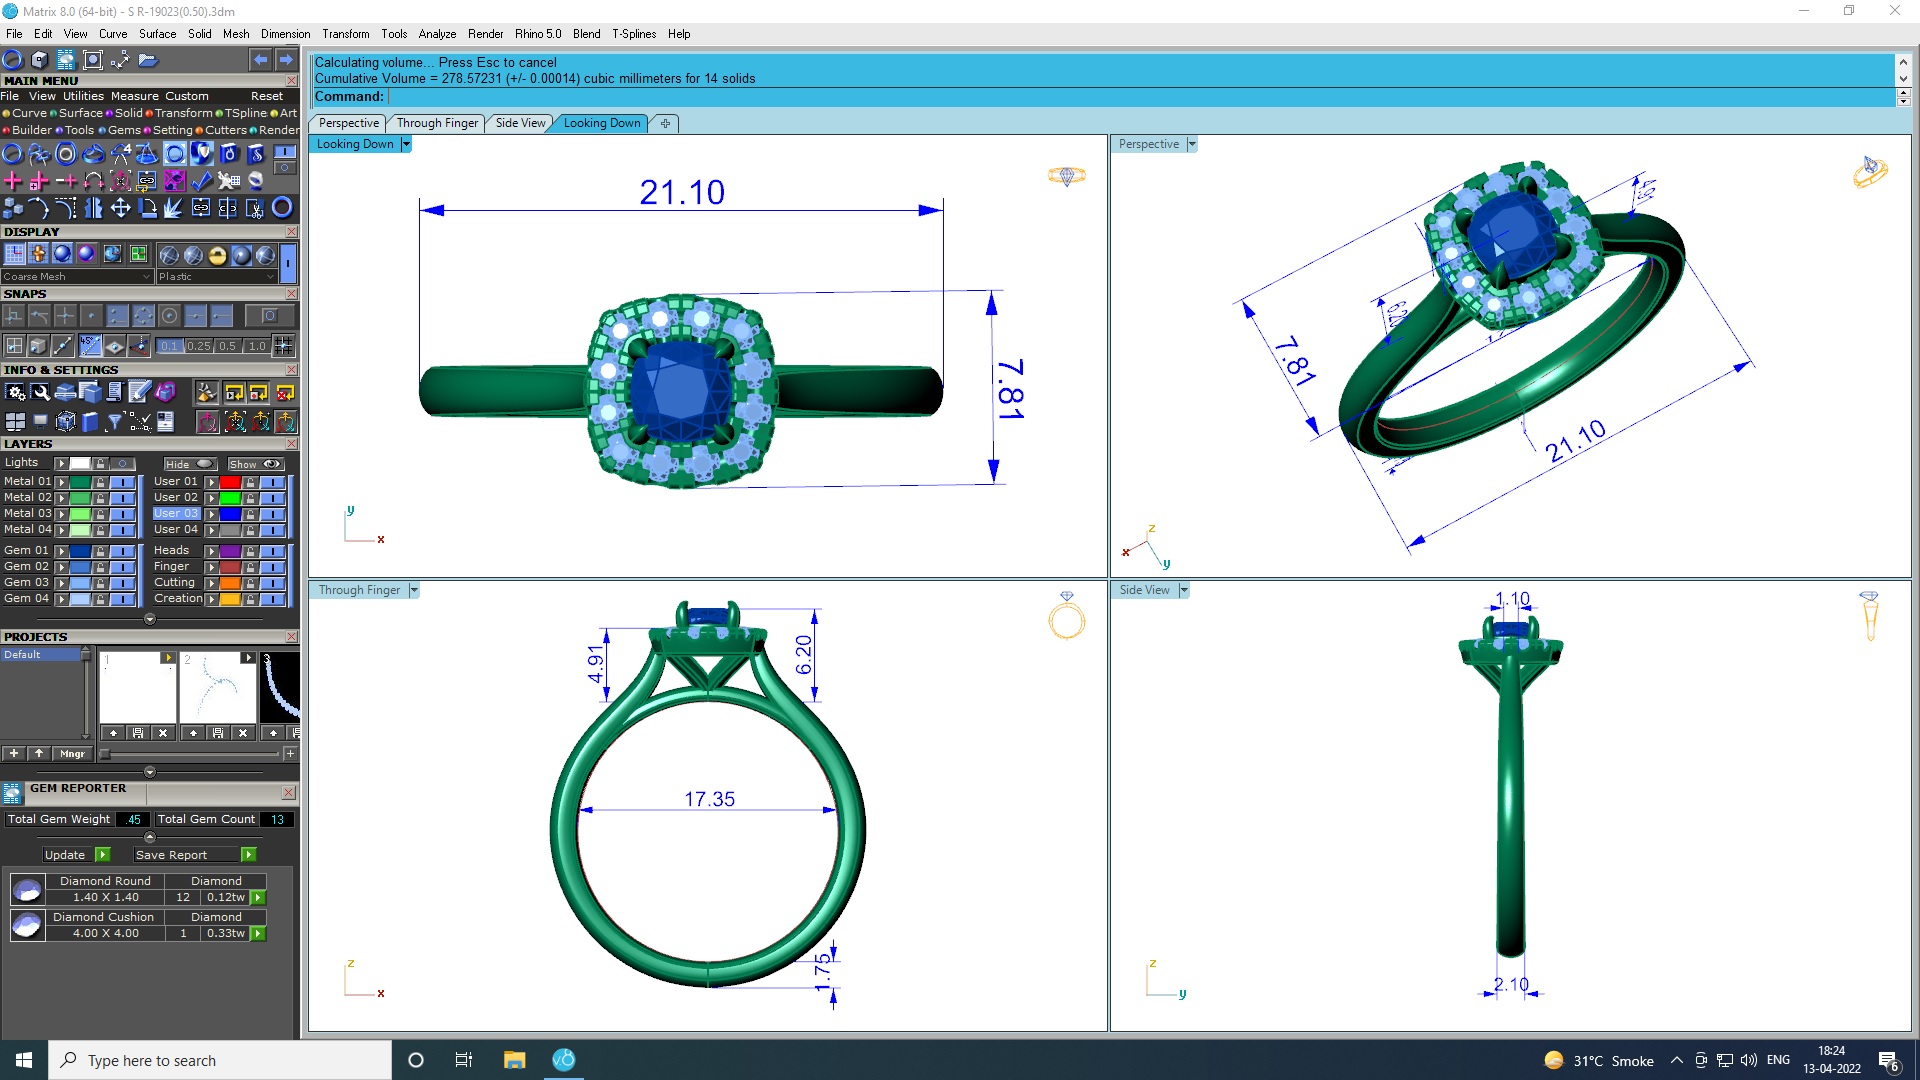 Matrix 8.0 (64-bit) - S R-19023(0.50).3dm
File Edit View Curve Surface Solid Mesh Dimension Transform Tools Analyze Render Rhino 5.0 Blend T-Splines Help
Calculating volume... Press Esc to cancel
Cumulative Volume = 278.57231 (+/- 0.00014) cubic millimeters for 14 solids
Command:
MAIN MENU
File View Utilities Measure Custom Reset
Curve Surface Solid Transform TSpline Art
Builder Tools Gems Setting Cutters Render
DISPLAY
Coarse Mesh Plastic
SNAPS
45°
0.1 0.25 0.5 1.0
INFO & SETTINGS
LAYERS
Lights Hide Show
Metal 01 User 01
Metal 02 User 02
Metal 03 User 03
Metal 04 User 04
Gem 01 Heads
Gem 02 Finger
Gem 03 Cutting
Gem 04 Creation
PROJECTS
Default
1 2 3
Mngr
GEM REPORTER
Total Gem Weight .45 Total Gem Count 13
Update Save Report
Diamond Round Diamond
1.40 X 1.40 12 0.12tw
Diamond Cushion Diamond
4.00 X 4.00 1 0.33tw
Perspective Through Finger Side View Looking Down
Looking Down
21.10
7.81
y
x
Perspective
4.91
6.20
7.81
21.10
z
x
y
Through Finger
4.91
6.20
17.35
1.75
z
x
Side View
1.10
2.10
z
y
Type here to search
31°C Smoke
ENG
18:24
13-04-2022
6